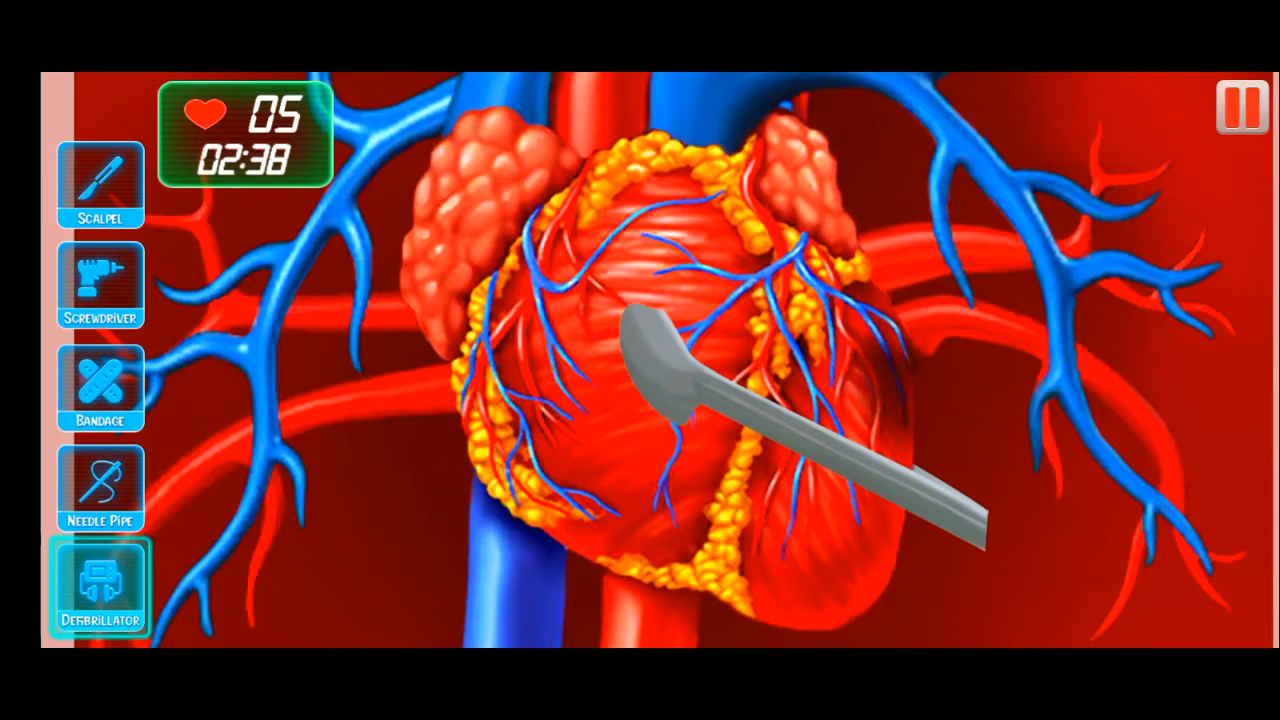 05
02:38
SCALPEL
SCREWDRIVER
BANDAGE
NEEDLE PIPE
DEFIBRILLATOR